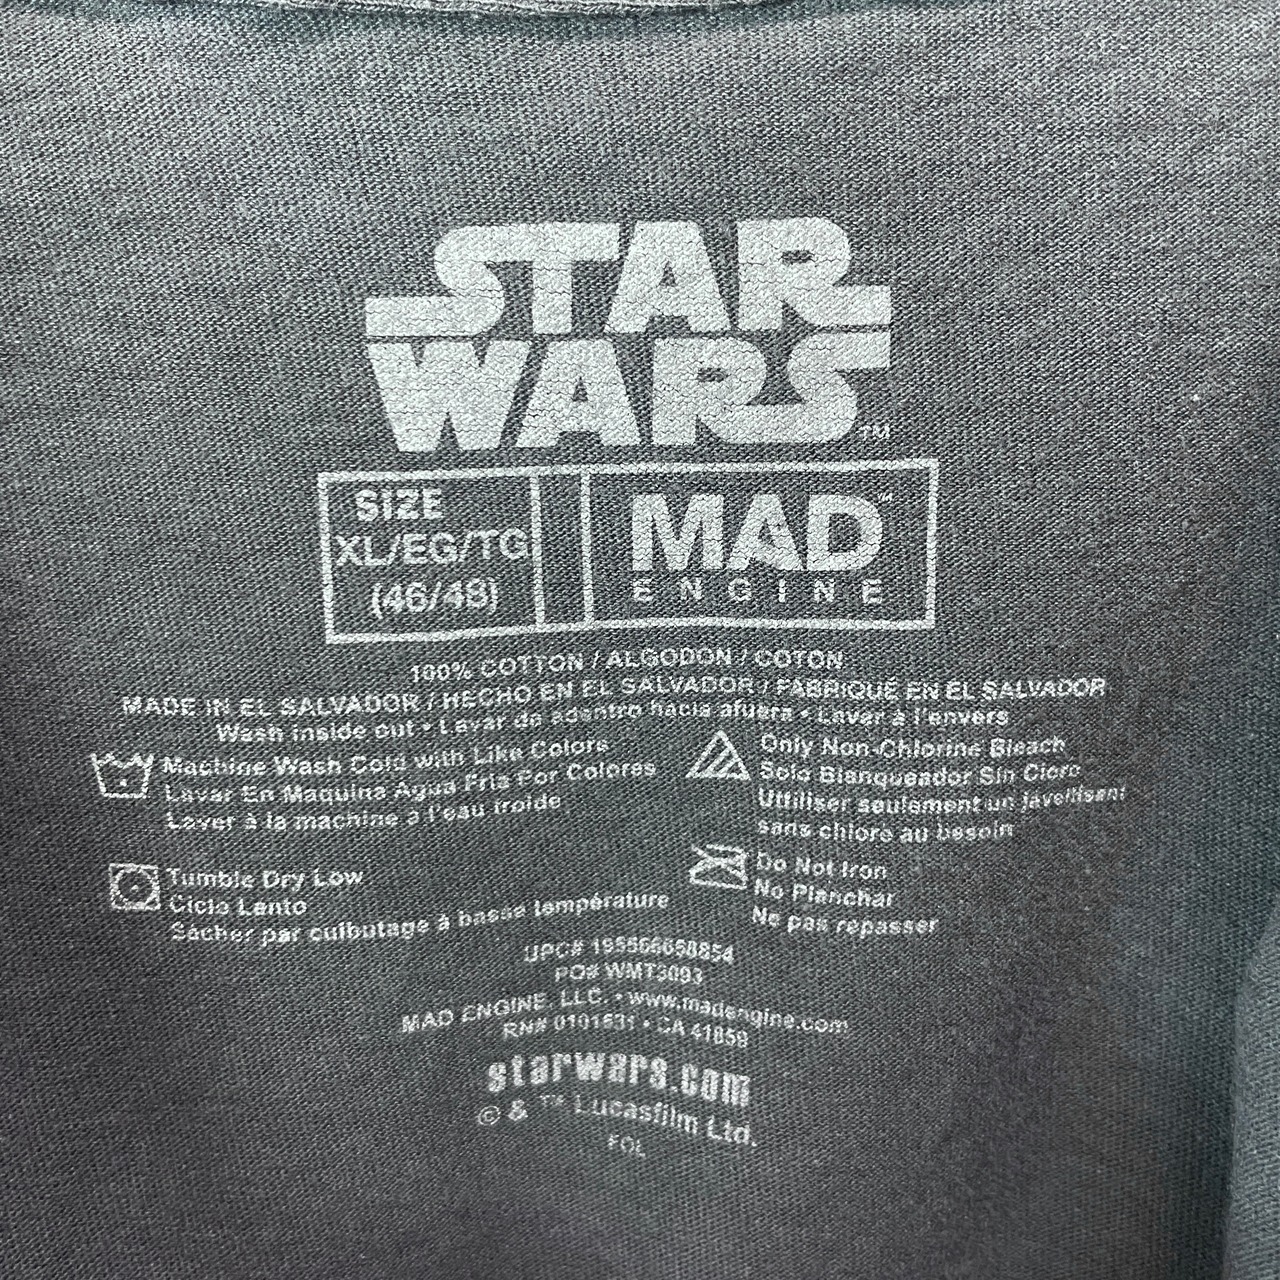 STAR
WARS™
SIZE
XL/EG/TG
(46/48)
MAD™
ENGINE
100% COTTON / ALGODON / COTON
MADE IN EL SALVADOR / HECHO EN EL SALVADOR / FABRIQUÉ EN EL SALVADOR
Wash inside out • Lavar de adentro hacia afuera • Laver à l'envers
Machine Wash Cold with Like Colors
Lavar En Maquina Agua Fria Por Colores
Laver à la machine à l'eau froide
Only Non-Chlorine Bleach
Solo Blanqueador Sin Cloro
Uttiliser seulement un javellisant
sans chlore au besoin
Tumble Dry Low
Ciclo Lento
Sécher par culbutage à basse température
Do Not Iron
No Planchar
Ne pas repasser
UPC# 195566658854
PO# WMT3093
MAD ENGINE, LLC. • www.madengine.com
RN# 0101631 • CA 41859
starwars.com
© & ™ Lucasfilm Ltd.
FOL